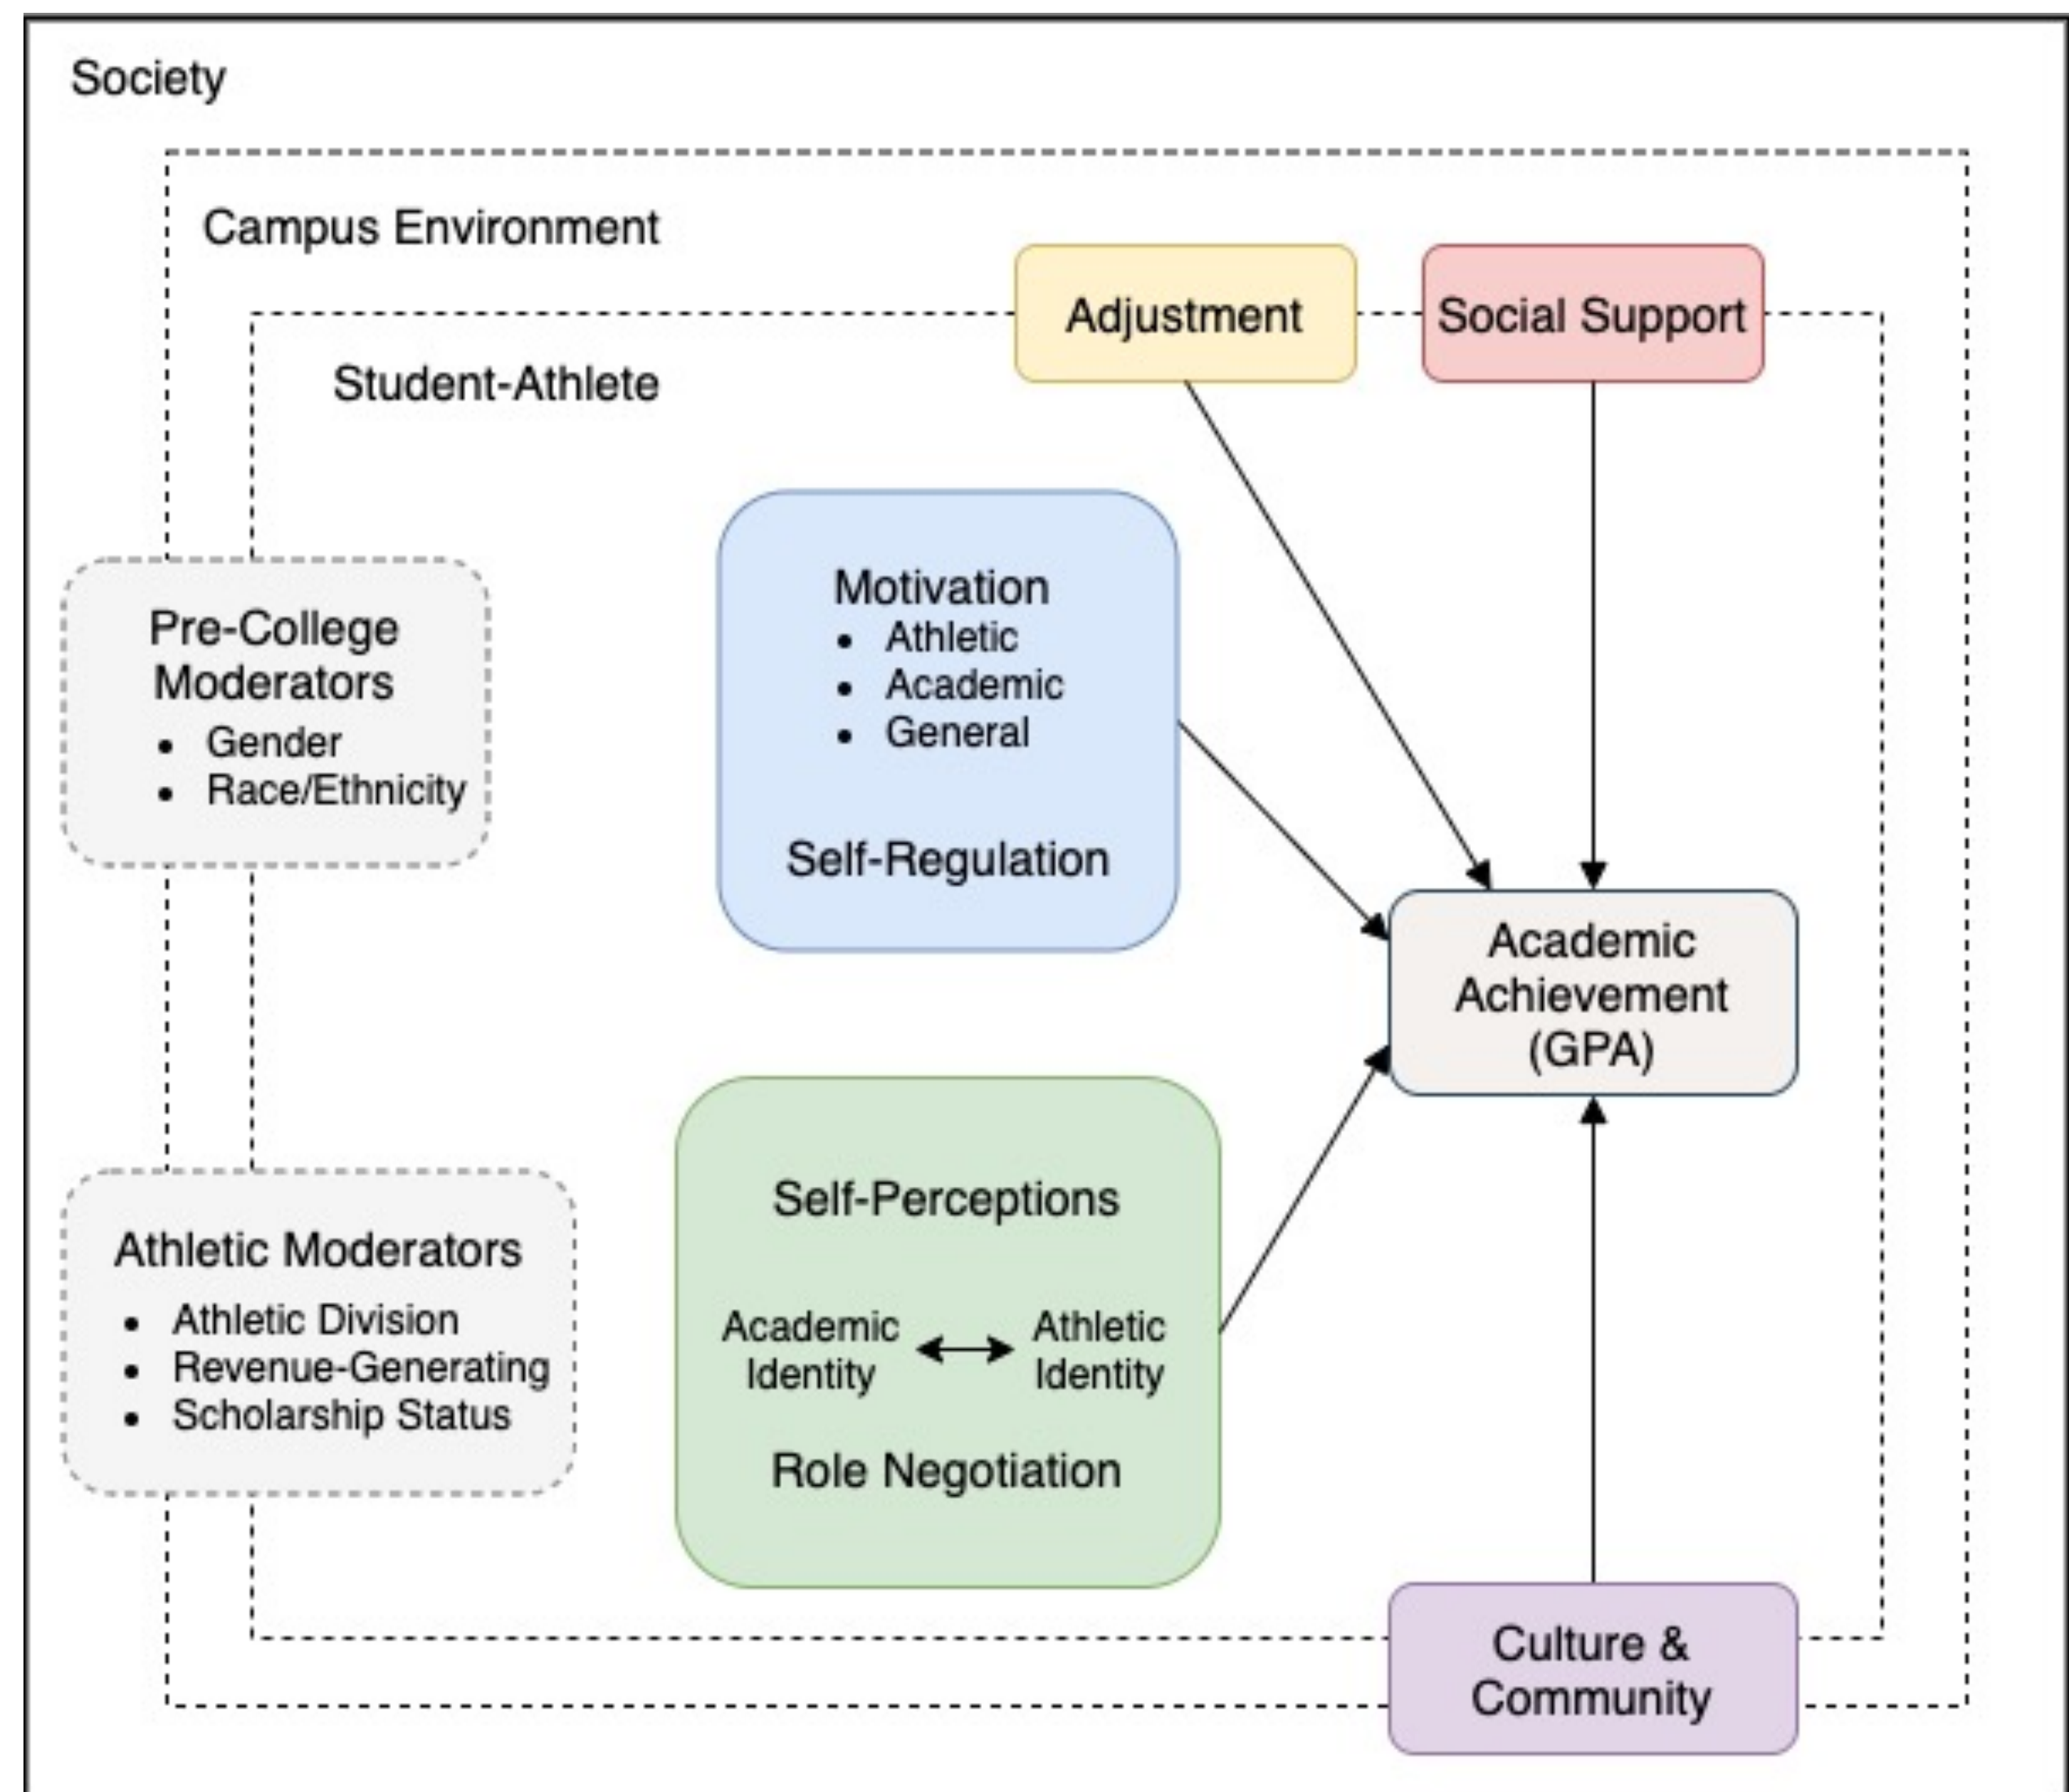 Society
Campus Environment
Adjustment
Social Support
Student-Athlete
Motivation
• Athletic
• Academic
• General
Self-Regulation
Pre-College
Moderators
• Gender
• Race/Ethnicity
Academic
Achievement
(GPA)
Self-Perceptions
Academic
Identity
Athletic
Identity
Role Negotiation
Athletic Moderators
• Athletic Division
• Revenue-Generating
• Scholarship Status
Culture &
Community